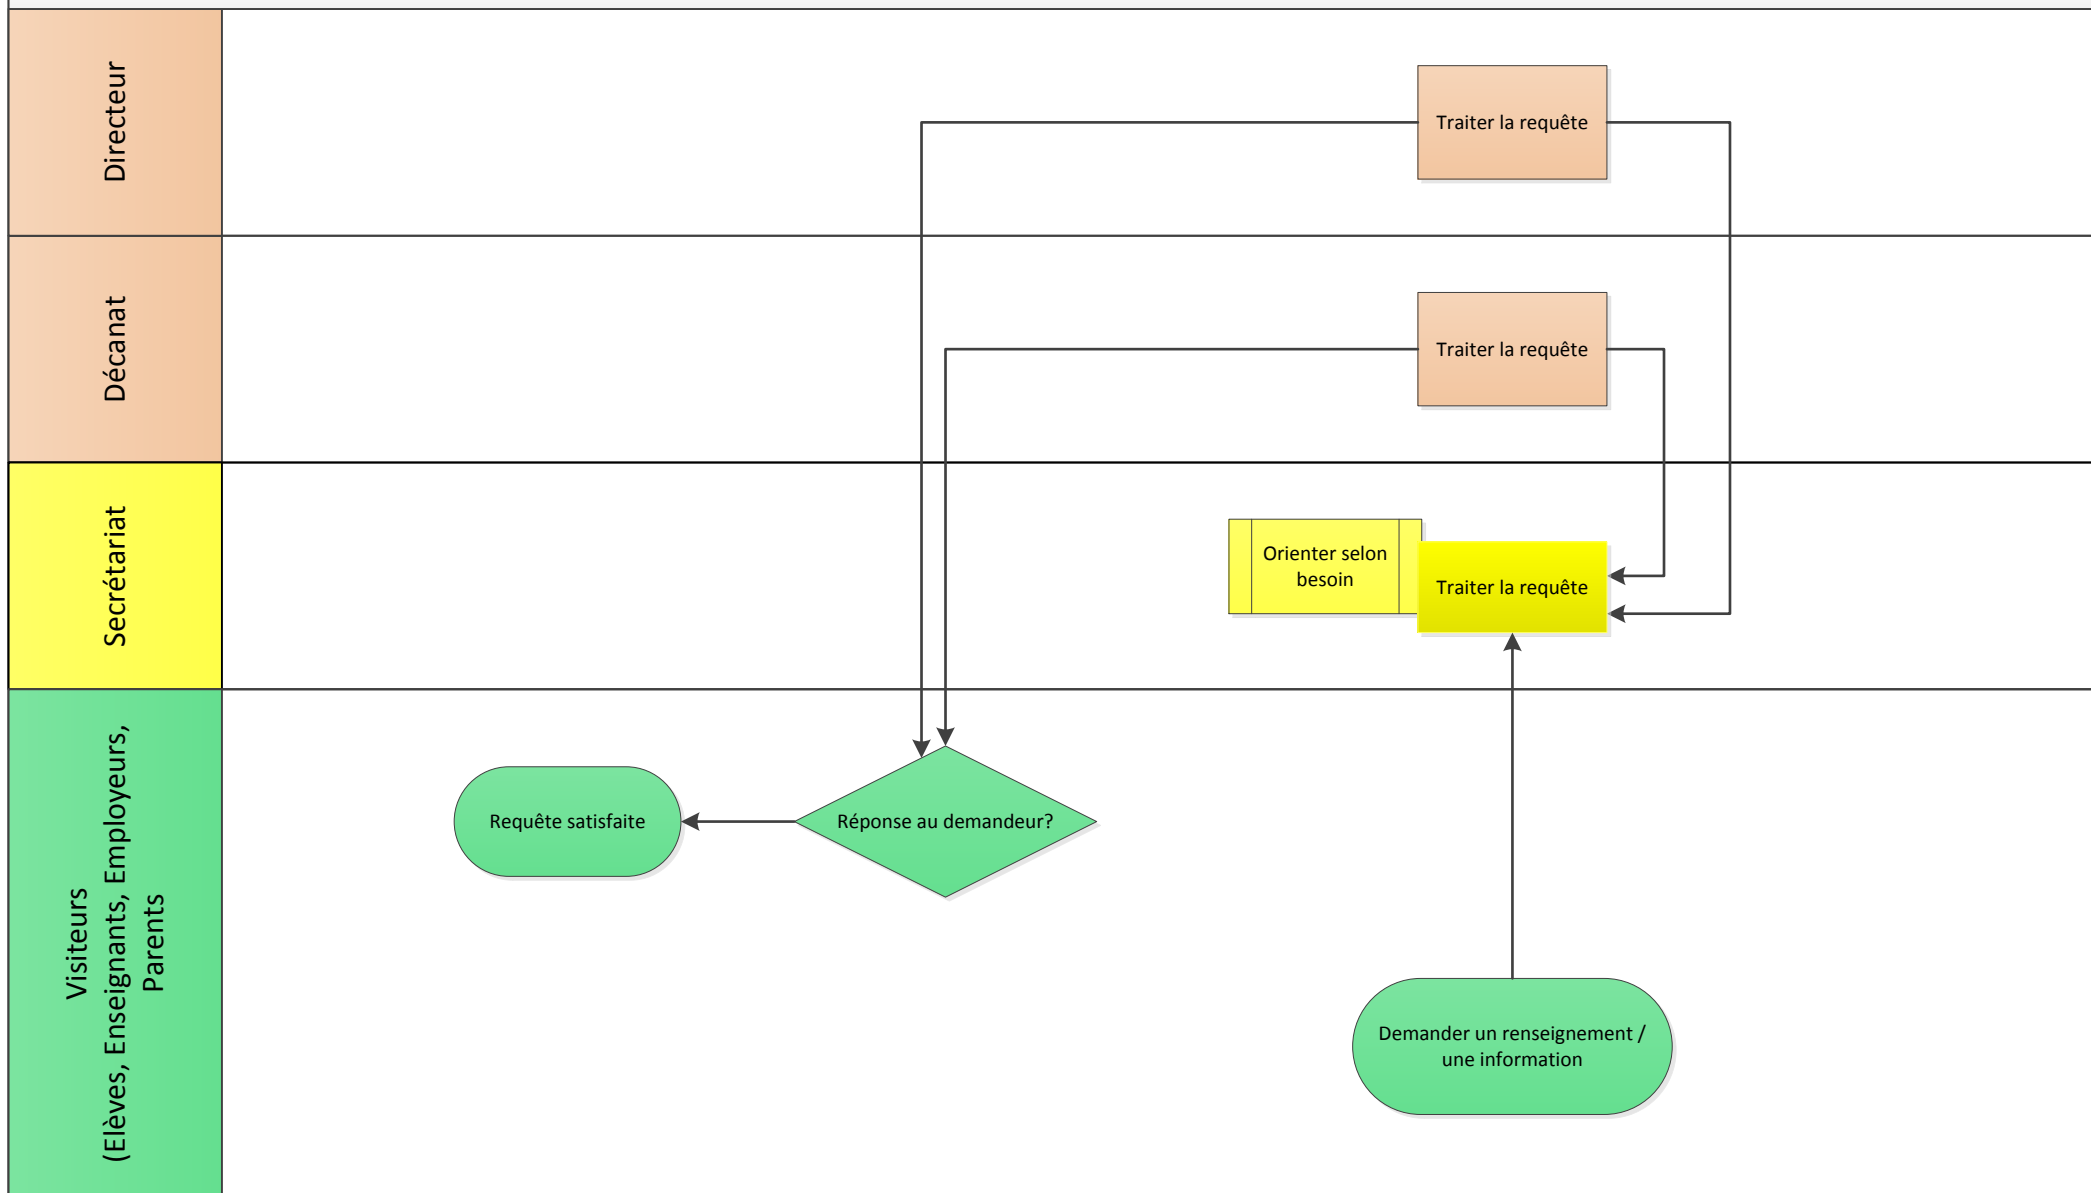 Directeur
Traiter la requête
Décanat
Traiter la requête
Secrétariat
Orenter selon
besoin
Traiter la requête
Visiteurs
(Elèves, Enseignants, Employeurs,
Parents
Requête satisfaite
Réponse au demandeur?
Demander un renseignement /
une information